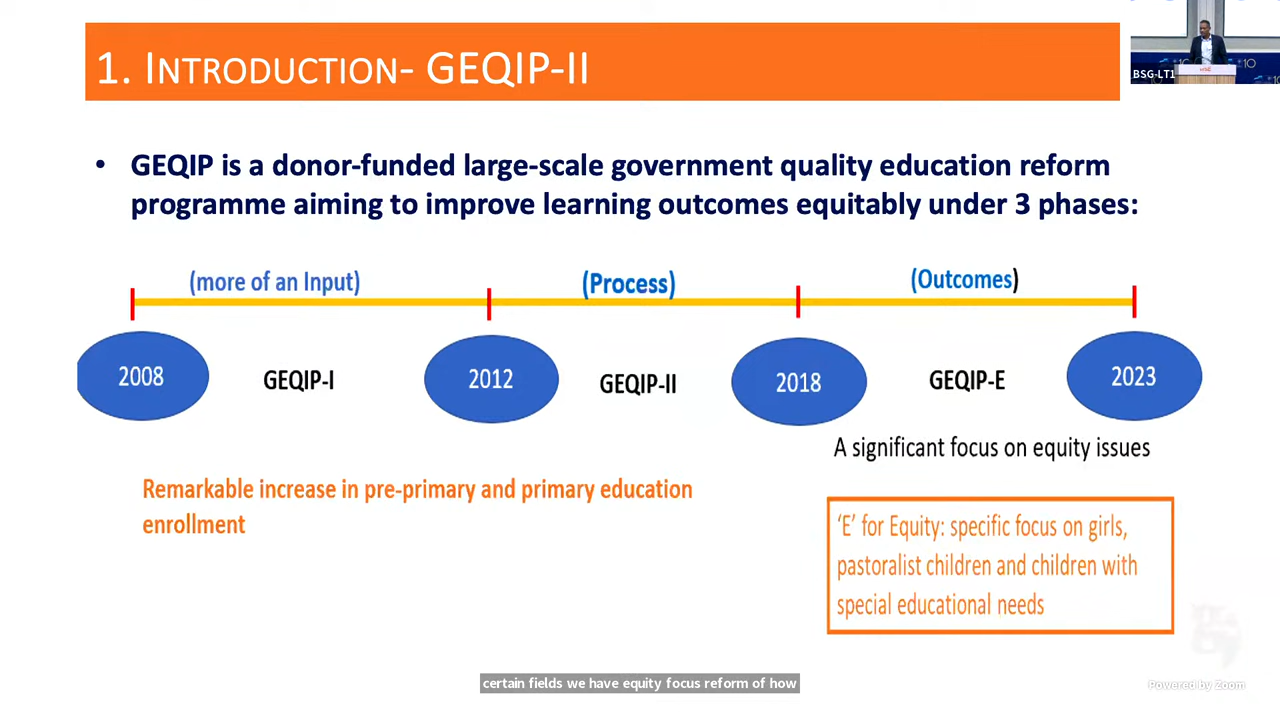 1. INTRODUCTION- GEQIP-II
BSG-LT1
• GEQIP is a donor-funded large-scale government quality education reform
programme aiming to improve learning outcomes equitably under 3 phases:
(more of an Input)
(Process)
(Outcomes)
2008
GEQIP-I
2012
GEQIP-II
2018
GEQIP-E
2023
A significant focus on equity issues
Remarkable increase in pre-primary and primary education
enrollment
‘E’ for Equity: specific focus on girls,
pastoralist children and children with
special educational needs
certain fields we have equity focus reform of how
Powered by Zoom